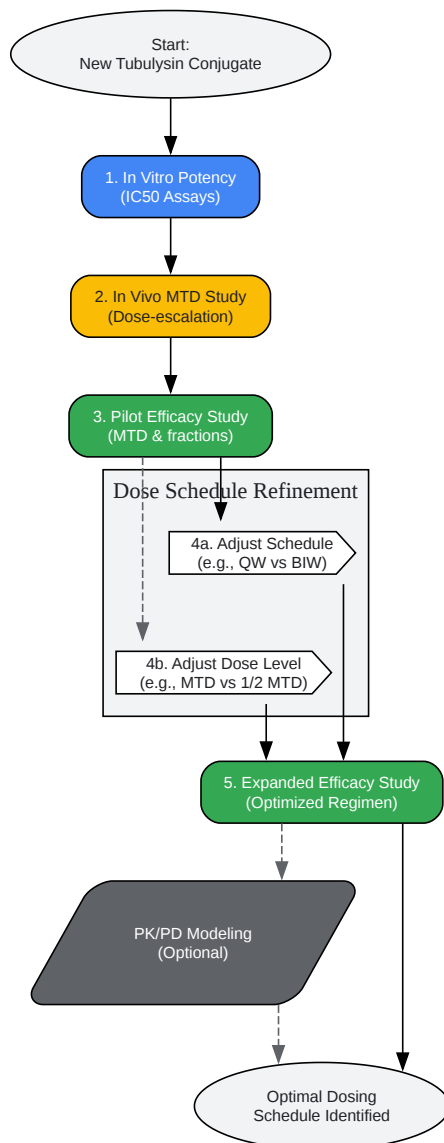 Start:
New Tubulysin Conjugate
1. In Vitro Potency
(IC50 Assays)
2. In Vivo MTD Study
(Dose-escalation)
3. Pilot Efficacy Study
(MTD & fractions)
Dose Schedule Refinement
4a. Adjust Schedule
(e.g., QW vs BIW)
4b. Adjust Dose Level
(e.g., MTD vs 1/2 MTD)
5. Expanded Efficacy Study
(Optimized Regimen)
PK/PD Modeling
(Optional)
Optimal Dosing
Schedule Identified